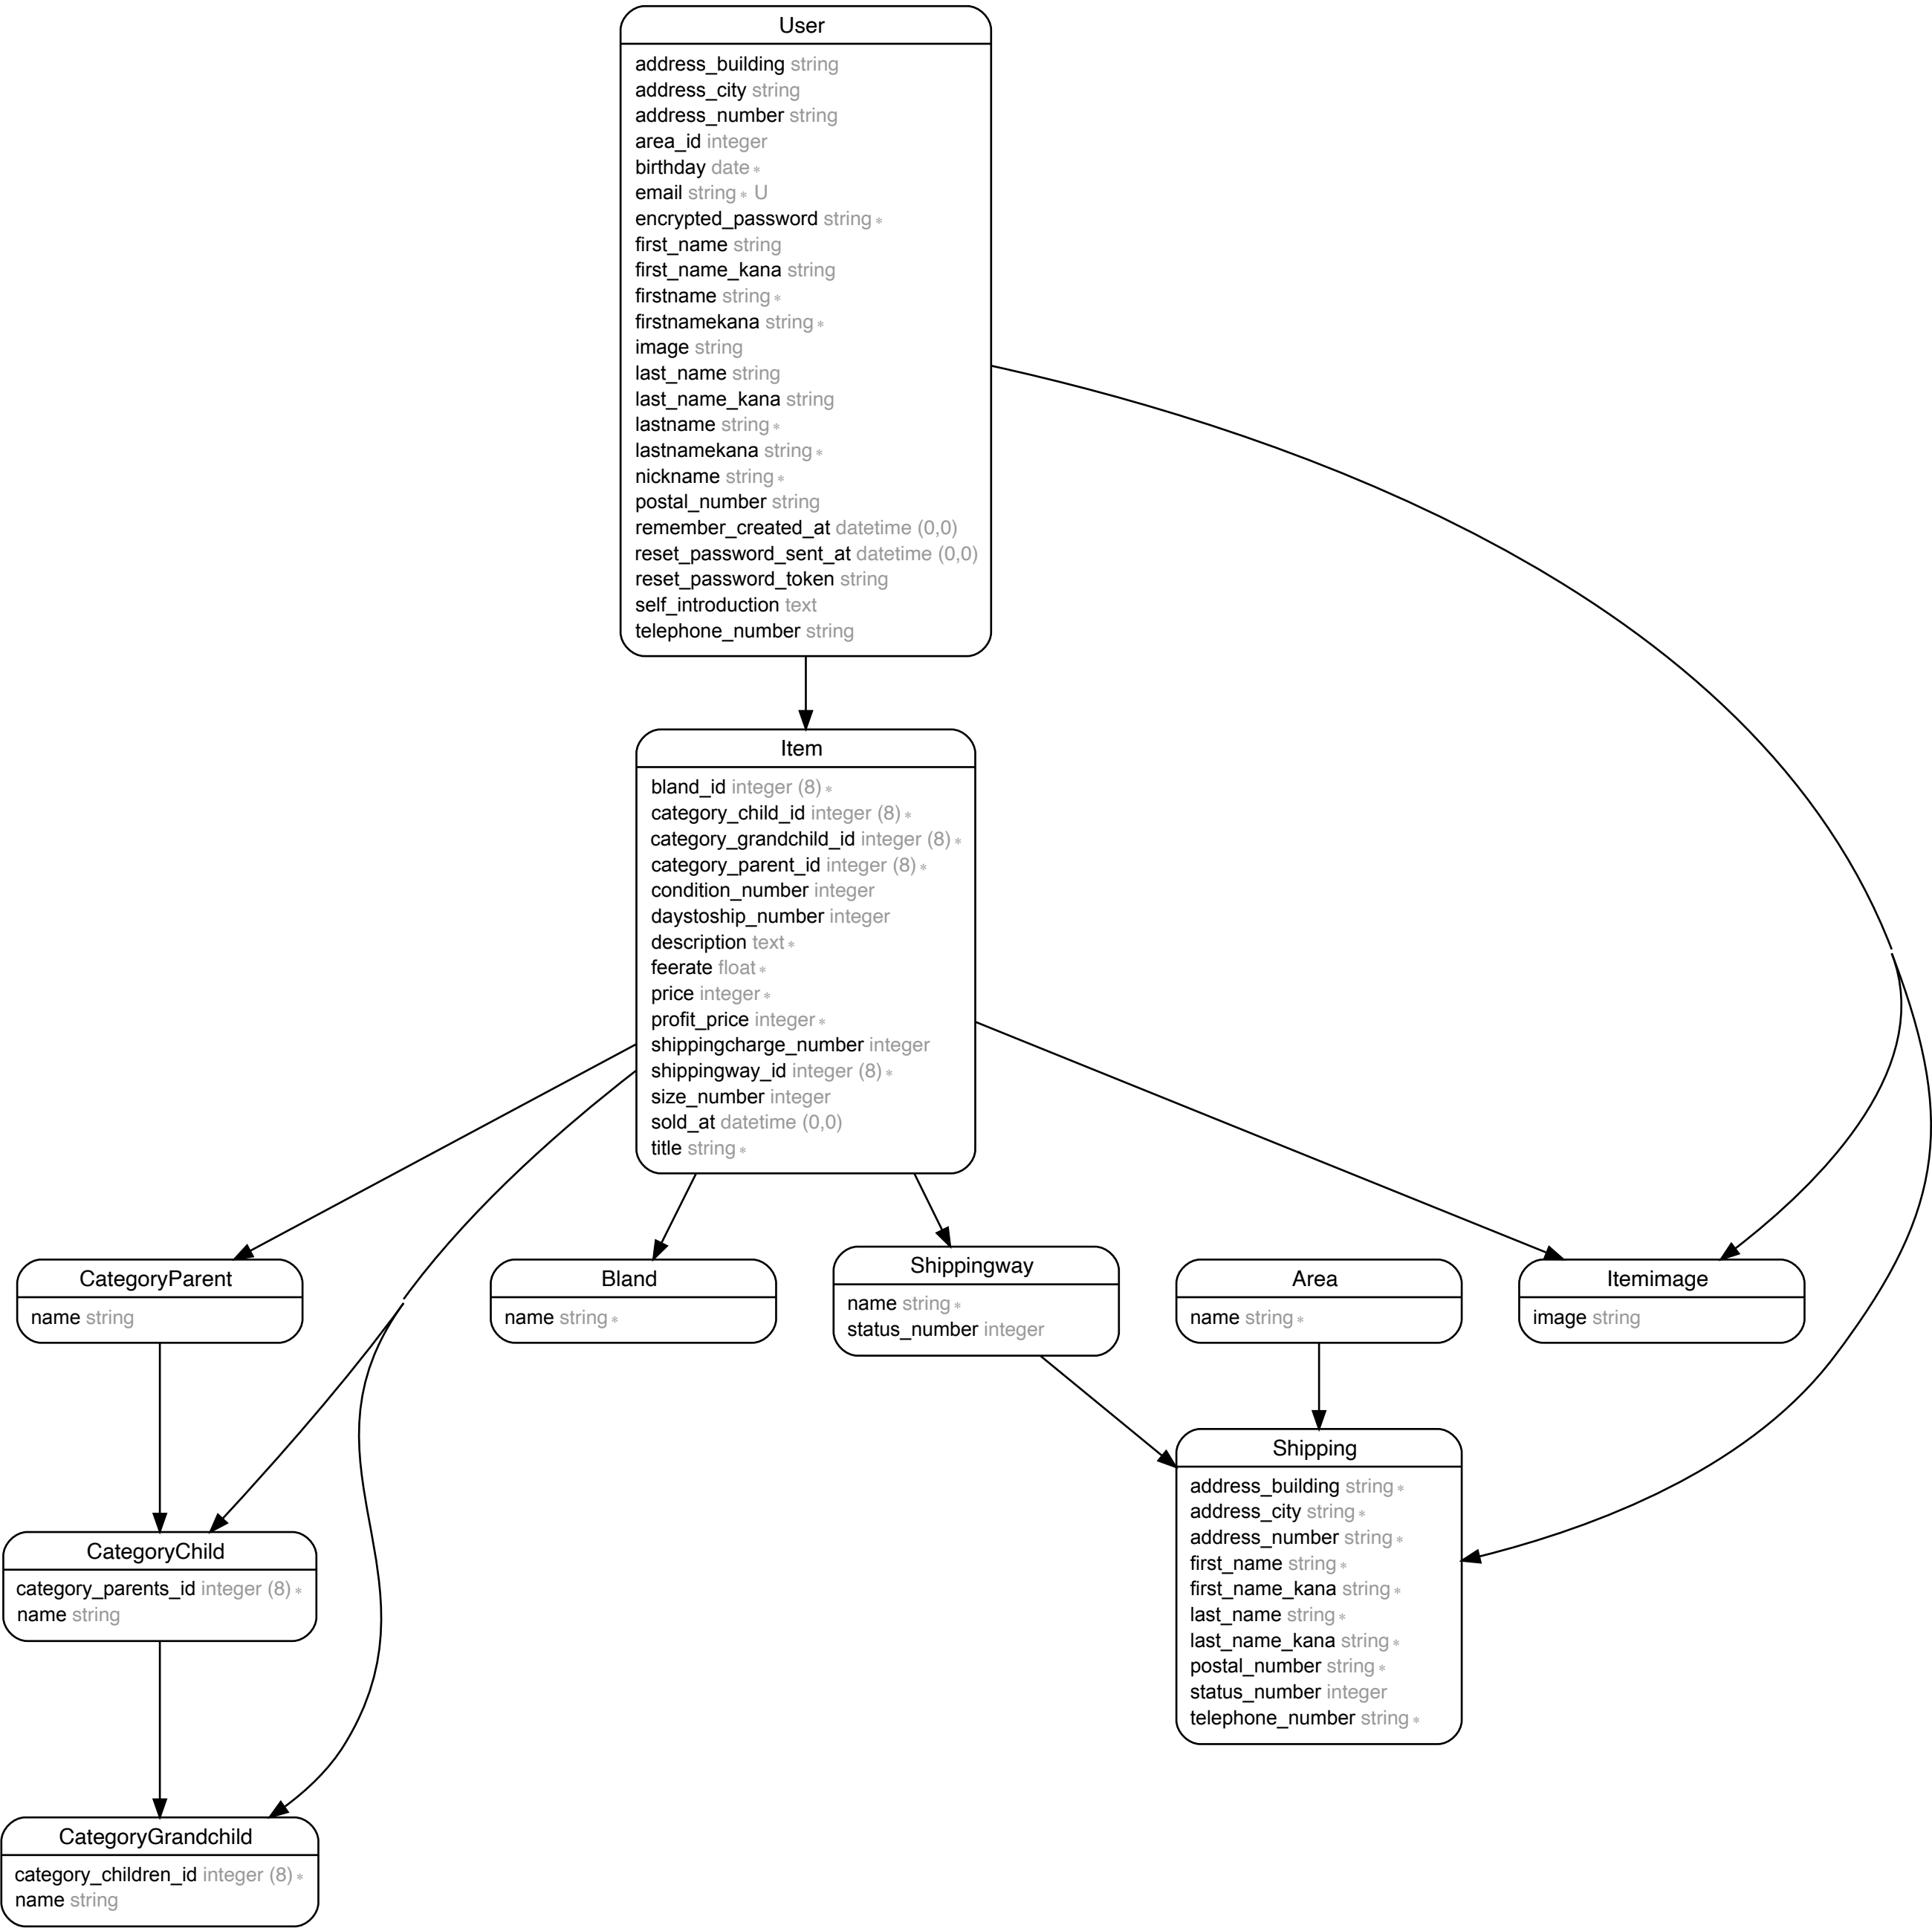 User
address_building string
address_city string
address_number string
area_id integer
birthday date ∗
email string ∗ U
encrypted_password string ∗
first_name string
first_name_kana string
firstname string ∗
firstnamekana string ∗
image string
last_name string
last_name_kana string
lastname string ∗
lastnamekana string ∗
nickname string ∗
postal_number string
remember_created_at datetime (0,0)
reset_password_sent_at datetime (0,0)
reset_password_token string
self_introduction text
telephone_number string
Item
bland_id integer (8) ∗
category_child_id integer (8) ∗
category_grandchild_id integer (8) ∗
category_parent_id integer (8) ∗
condition_number integer
daystoship_number integer
description text ∗
feerate float ∗
price integer ∗
profit_price integer ∗
shippingcharge_number integer
shippingway_id integer (8) ∗
size_number integer
sold_at datetime (0,0)
title string ∗
CategoryParent
name string
Bland
name string ∗
Shippingway
name string ∗
status_number integer
Area
name string ∗
Itemimage
image string
Shipping
address_building string ∗
address_city string ∗
address_number string ∗
first_name string ∗
first_name_kana string ∗
last_name string ∗
last_name_kana string ∗
postal_number string ∗
status_number integer
telephone_number string ∗
CategoryChild
category_parents_id integer (8) ∗
name string
CategoryGrandchild
category_children_id integer (8) ∗
name string